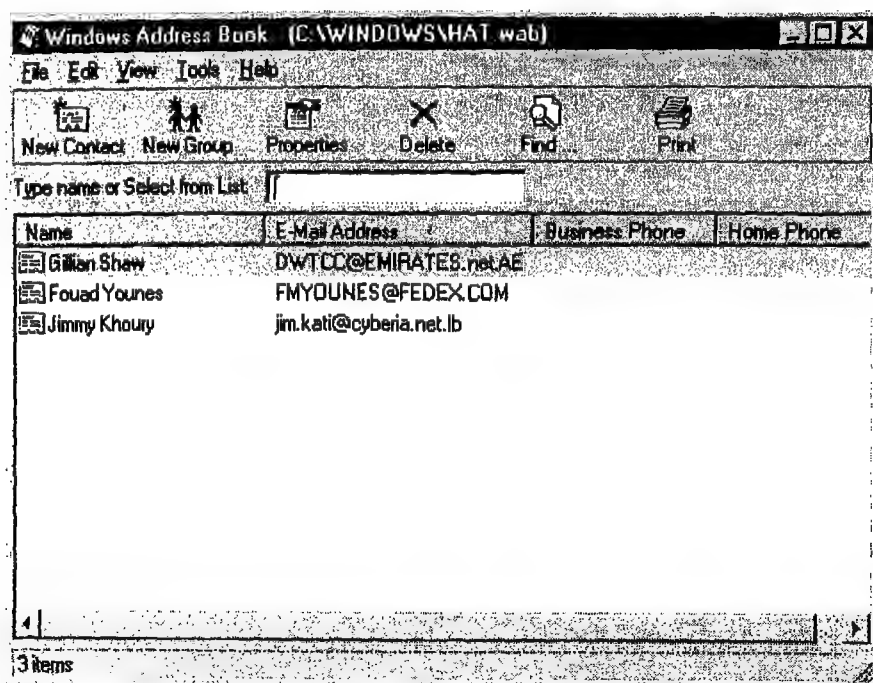 Windows Address Book (C:\WINDOWS\HAT.wab)
File Edit View Tools Help
New Contact New Group Properties Delete Find ... Print
Type name or Select from List:
Name E-Mail Address Business Phone Home Phone
Gillian Shaw DWTCC@EMIRATES.net.AE
Fouad Younes FMYOUNES@FEDEX.COM
Jimmy Khoury jim.kati@cyberia.net.lb
3 items